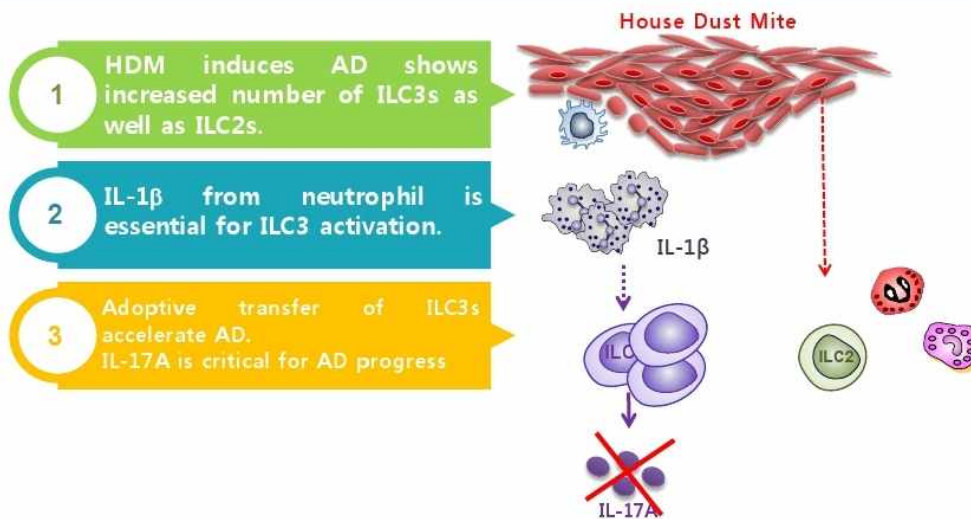 House Dust Mite
1
HDM induces AD shows
increased number of ILC3s as
well as ILC2s.
2
IL-1β from neutrophil is
essential for ILC3 activation.
IL-1β
3
Adoptive transfer of ILC3s
accelerate AD.
IL-17A is critical for AD progress
ILC
ILC2
IL-17A